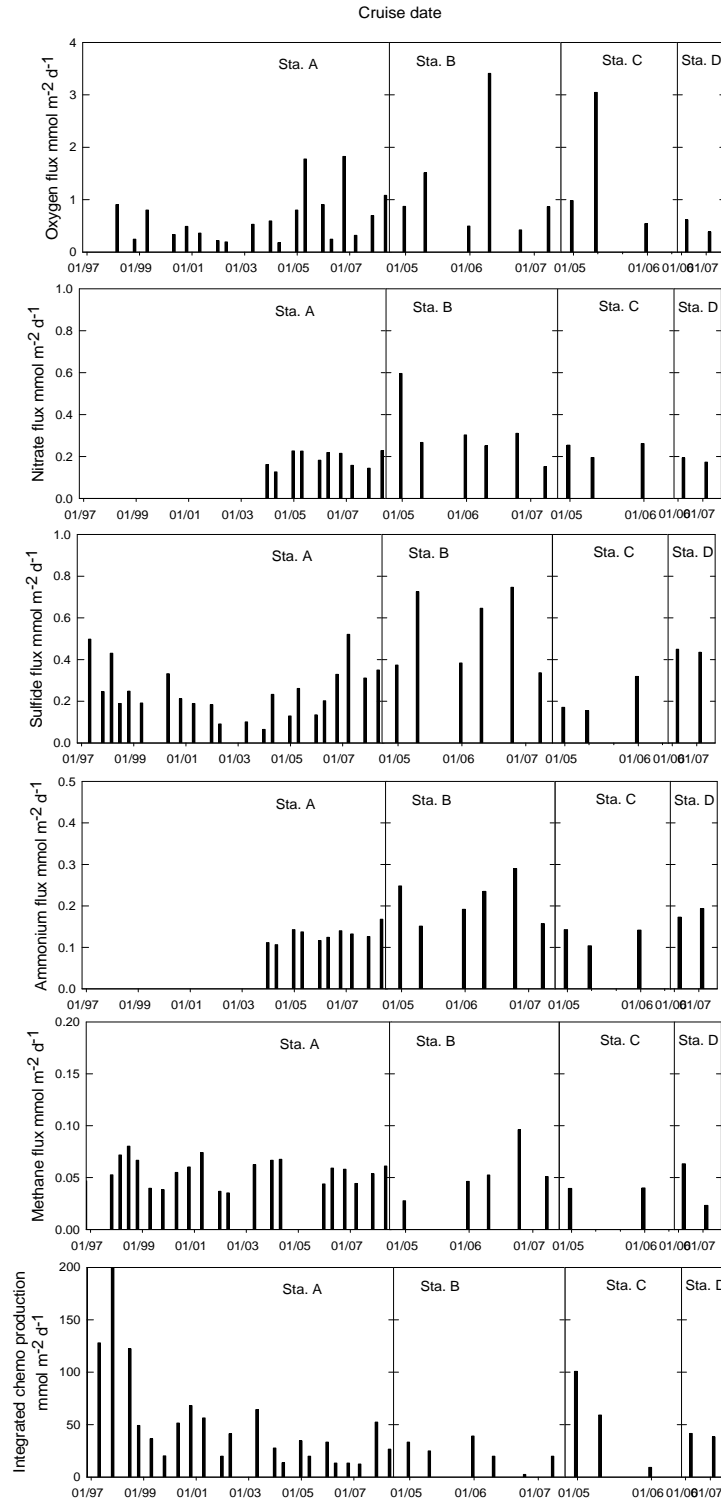 Cruise date
Sta. A Sta. B Sta. C Sta. D
Oxygen flux mmol m-2 d-1
4
3
2
1
0
01/97 01/99 01/01 01/03 01/05 01/07 01/05 01/06 01/07 01/05 01/06 01/06 01/07
Sta. A Sta. B Sta. C Sta. D
Nitrate flux mmol m-2 d-1
1.0
0.8
0.6
0.4
0.2
0.0
01/97 01/99 01/01 01/03 01/05 01/07 01/05 01/06 01/07 01/05 01/06 01/06 01/07
Sta. A Sta. B Sta. C Sta. D
Sulfide flux mmol m-2 d-1
1.0
0.8
0.6
0.4
0.2
0.0
01/97 01/99 01/01 01/03 01/05 01/07 01/05 01/06 01/07 01/05 01/06 01/06 01/07
Sta. A Sta. B Sta. C Sta. D
Ammonium flux mmol m-2 d-1
0.5
0.4
0.3
0.2
0.1
0.0
01/97 01/99 01/01 01/03 01/05 01/07 01/05 01/06 01/07 01/05 01/06 01/06 01/07
Sta. A Sta. B Sta. C Sta. D
Methane flux mmol m-2 d-1
0.20
0.15
0.10
0.05
0.00
01/97 01/99 01/01 01/03 01/05 01/07 01/05 01/06 01/07 01/05 01/06 01/06 01/07
Sta. A Sta. B Sta. C Sta. D
Integrated chemo production
mmol m-2 d-1
200
150
100
50
0
01/97 01/99 01/01 01/03 01/05 01/07 01/05 01/06 01/07 01/05 01/06 01/06 01/07